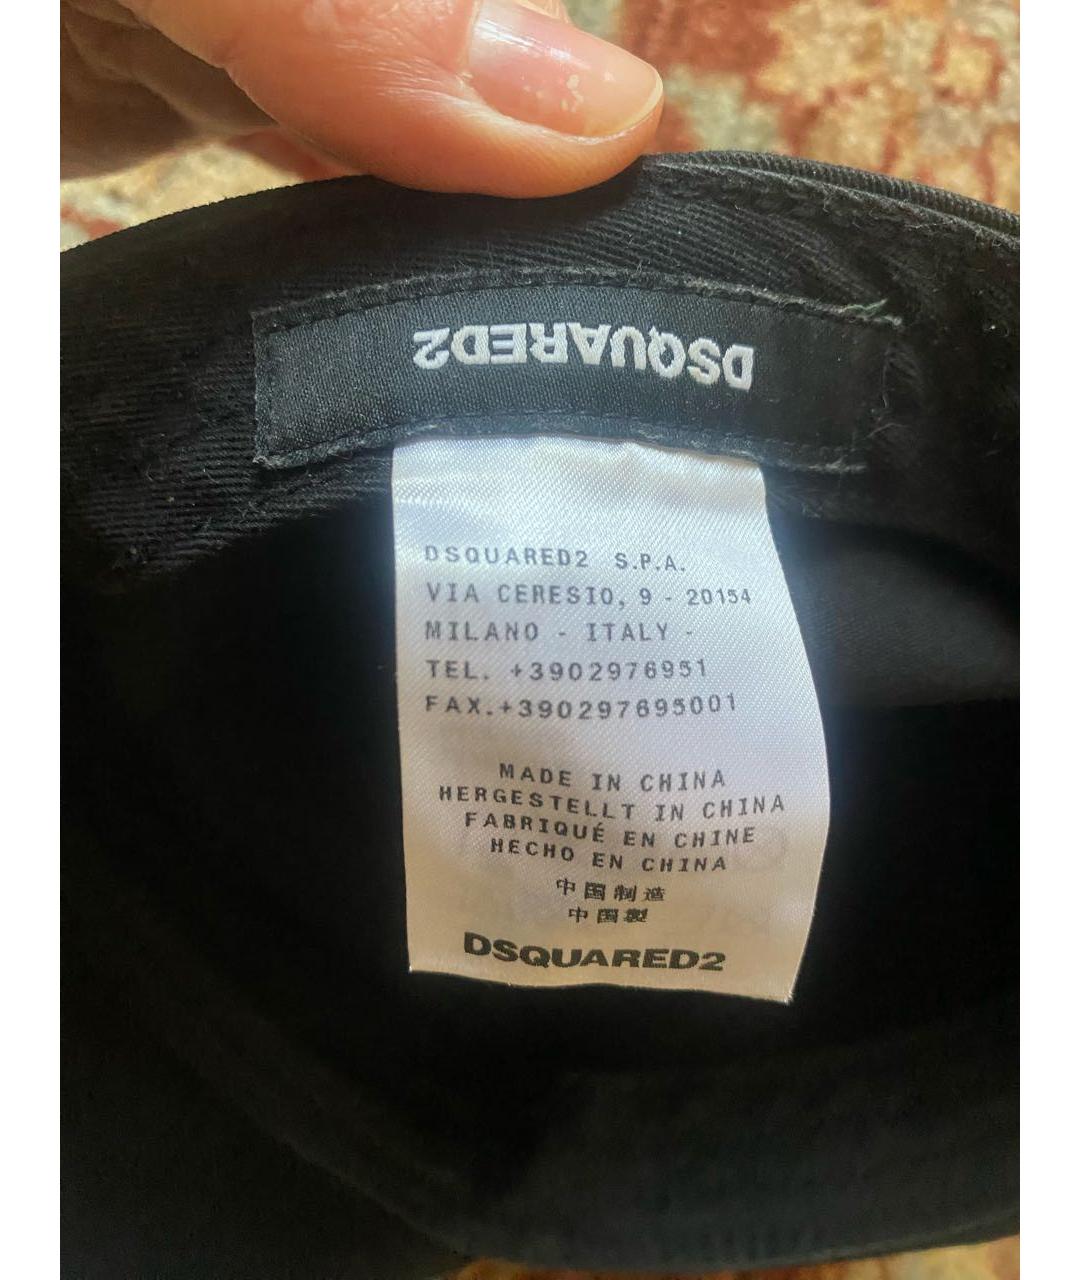 DSQUARED2
DSQUARED2 S.P.A.
VIA CERESIO, 9 - 20154
MILANO - ITALY -
TEL. +3902976951
FAX.+390297695001
MADE IN CHINA
HERGESTELLT IN CHINA
FABRIQUÉ EN CHINE
HECHO EN CHINA
中国制造
中国製
DSQUARED2